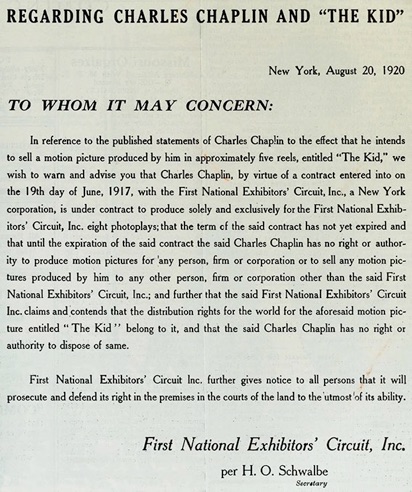 REGARDING CHARLES CHAPLIN AND "THE KID"
New York, August 20, 1920
TO WHOM IT MAY CONCERN:
In reference to the published statements of Charles Chaplin to the effect that he intends
to sell a motion picture produced by him in approximately five reels, entitled "The Kid," we
wish to warn and advise you that Charles Chaplin, by virtue of a contract entered into on
the 19th day of June, 1917, with the First National Exhibitors' Circuit, Inc., a New York
corporation, is under contract to produce solely and exclusively for the First National Exhib-
itors' Circuit, Inc. eight photoplays; that the term of the said contract has not yet expired and
that until the expiration of the said contract the said Charles Chaplin has no right or author-
ity to produce motion pictures for any person, firm or corporation or to sell any motion pic-
tures produced by him to any other person, firm or corporation other than the said First
National Exhibitors' Circuit, Inc.; and further that the said First National Exhibitors' Circuit
Inc. claims and contends that the distribution rights for the world for the aforesaid motion
picture entitled "The Kid" belong to it, and that the said Charles Chaplin has no right or
authority to dispose of same.
First National Exhibitors' Circuit Inc. further gives notice to all persons that it will
prosecute and defend its right in the premises in the courts of the land to the utmost of its ability.
First National Exhibitors' Circuit, Inc.
per H. O. Schwalbe
Secretary